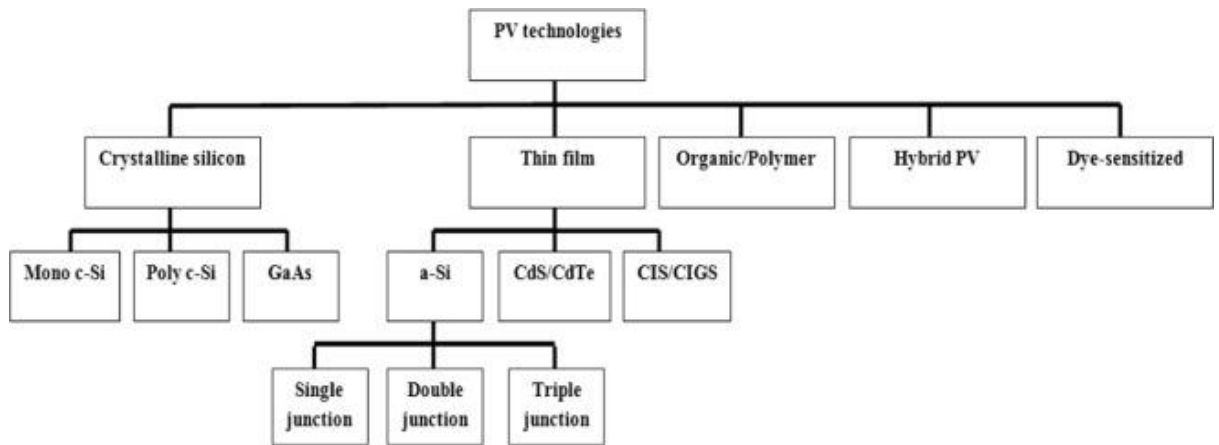 PV technologies
Crystalline silicon
Thin film
Organic/Polymer
Hybrid PV
Dye-sensitized
Mono c-Si
Poly c-Si
GaAs
a-Si
CdS/CdTe
CIS/CIGS
Single
junction
Double
junction
Triple
junction